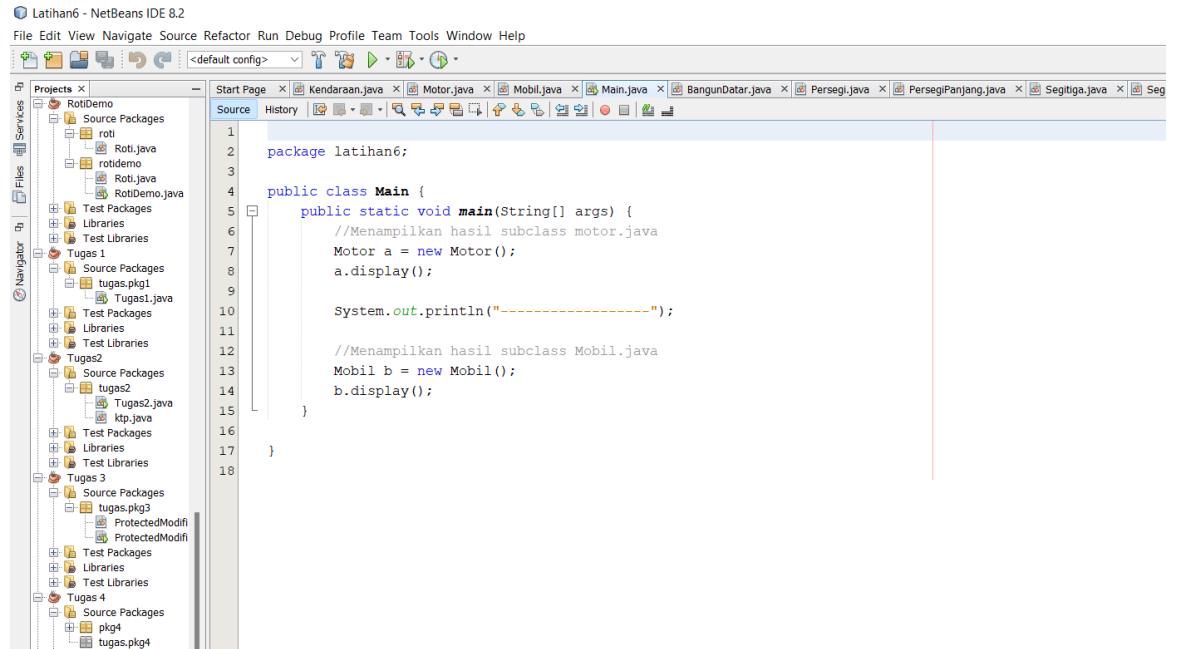 Latihan6 - NetBeans IDE 8.2
File Edit View Navigate Source Refactor Run Debug Profile Team Tools Window Help
<default config>
Projects
Start Page Kendaraan.java Motor.java Mobil.java Main.java BangunDatar.java Persegi.java PersegiPanjang.java Segitiga.java Seg
Source History
Services
Files
Navigator
RotiDemo
Source Packages
roti
Roti.java
rotidemo
Roti.java
RotiDemo.java
Test Packages
Libraries
Test Libraries
Tugas 1
Source Packages
tugas.pkg1
Tugas1.java
Test Packages
Libraries
Test Libraries
Tugas2
Source Packages
tugas2
Tugas2.java
ktp.java
Test Packages
Libraries
Test Libraries
Tugas 3
Source Packages
tugas.pkg3
ProtectedModifi
ProtectedModifi
Test Packages
Libraries
Test Libraries
Tugas 4
Source Packages
pkg4
tugas.pkg4
1
2 package latihan6;
3
4 public class Main {
5 public static void main(String[] args) {
6 //Menampilkan hasil subclass motor.java
7 Motor a = new Motor();
8 a.display();
9
10 System.out.println("------------------");
11
12 //Menampilkan hasil subclass Mobil.java
13 Mobil b = new Mobil();
14 b.display();
15 }
16
17 }
18